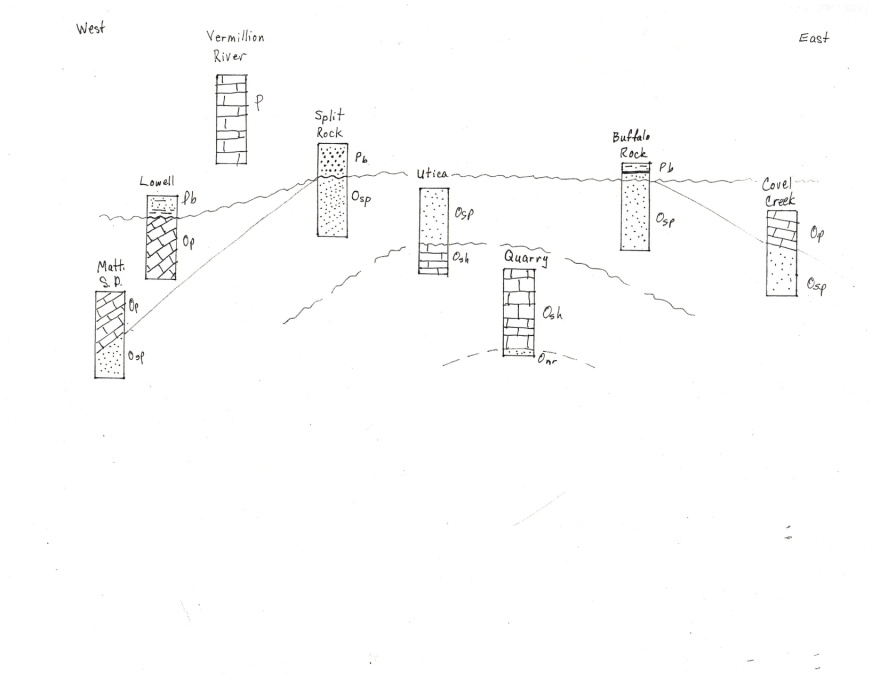 West
East
Vermillion
River
P
Split
Rock
Pb
Osp
Buffalo
Rock
Pb
Osp
Utica
Osp
Osh
Lowell
Pb
Op
Covel
Creek
Op
Osp
Quarry
Osh
Onr
Matt.
S. P.
Op
Osp